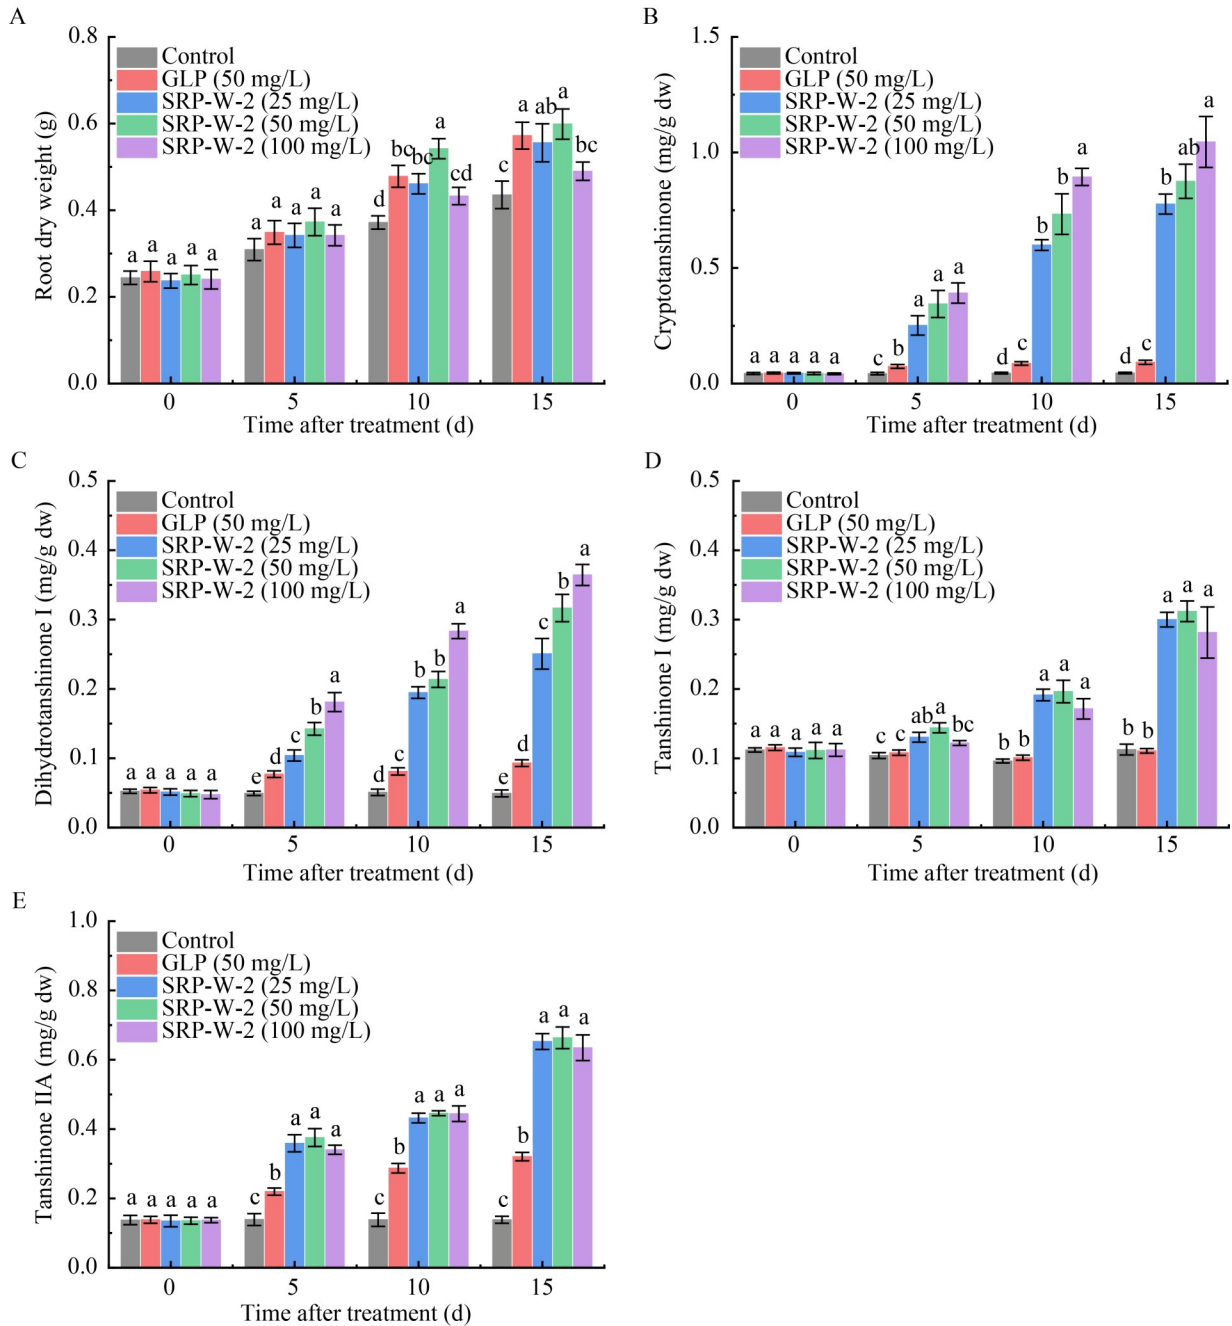 A
Root dry weight (g)
0.8
0.6
0.4
0.2
0.0
Control
GLP (50 mg/L)
SRP-W-2 (25 mg/L)
SRP-W-2 (50 mg/L)
SRP-W-2 (100 mg/L)
a a a a a
a a a a a
d bc bc a cd
c a ab a bc
0 5 10 15
Time after treatment (d)
B
Cryptotanshinone (mg/g dw)
1.5
1.0
0.5
0.0
Control
GLP (50 mg/L)
SRP-W-2 (25 mg/L)
SRP-W-2 (50 mg/L)
SRP-W-2 (100 mg/L)
a a a a a
c b a a a
d c b b a
d c b ab a
0 5 10 15
Time after treatment (d)
C
Dihydrotanshinone I (mg/g dw)
0.5
0.4
0.3
0.2
0.1
0.0
Control
GLP (50 mg/L)
SRP-W-2 (25 mg/L)
SRP-W-2 (50 mg/L)
SRP-W-2 (100 mg/L)
a a a a a
e d c b a
d c b b a
e d c b a
0 5 10 15
Time after treatment (d)
D
Tanshinone I (mg/g dw)
0.5
0.4
0.3
0.2
0.1
0.0
Control
GLP (50 mg/L)
SRP-W-2 (25 mg/L)
SRP-W-2 (50 mg/L)
SRP-W-2 (100 mg/L)
a a a a a
c c ab a bc
b b a a a
b b a a a
0 5 10 15
Time after treatment (d)
E
Tanshinone IIA (mg/g dw)
1.0
0.8
0.6
0.4
0.2
0.0
Control
GLP (50 mg/L)
SRP-W-2 (25 mg/L)
SRP-W-2 (50 mg/L)
SRP-W-2 (100 mg/L)
a a a a a
c b a a a
c b a a a
c b a a a
0 5 10 15
Time after treatment (d)